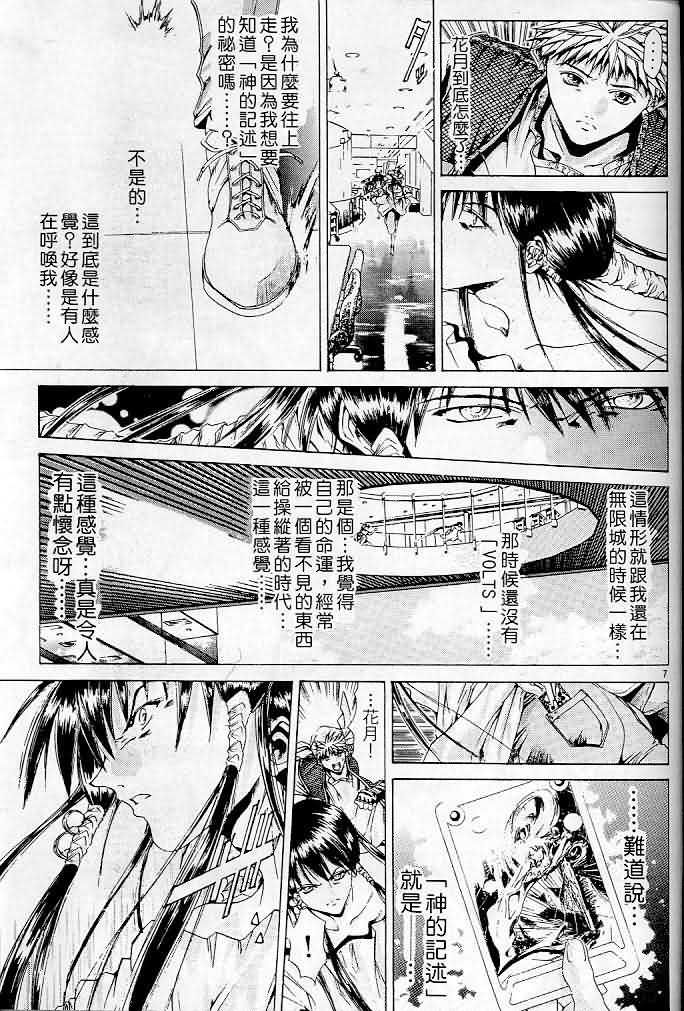 …
花月到底怎麼了…
我為什麼要往上
走？是因為我想要
知道「神的記述」
的祕密嗎……？
不是的…
這到底是什麼感
覺？好像是有人
在呼喚我……
這情形就跟我還在
無限城的時候一樣…
那時候還沒有
「VOLTS」……
那是個…我覺得
自己的命運，經常
被一個看不見的東西
給操縱著的時代…
這一種感覺……
這種感覺…真是令人
有點懷念呀……
7
……難道說…
「神的記述」
就是……
…花月！
！